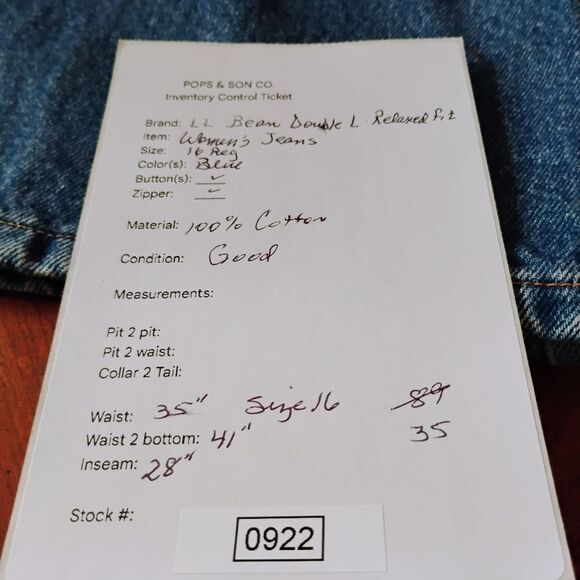 POPS & SON CO.
Inventory Control Ticket
Brand: LL Bean Double L - Relaxed Fit
Item: Women's Jeans
Size: 16 Reg
Color(s): Blue
Button(s): ✓
Zipper: ✓
Material: 100% Cotton
Condition: Good
Measurements:
Pit 2 pit:
Pit 2 waist:
Collar 2 Tail:
Waist: 35" Size 16 89
Waist 2 bottom: 41" 35
Inseam: 28"
Stock #: 0922